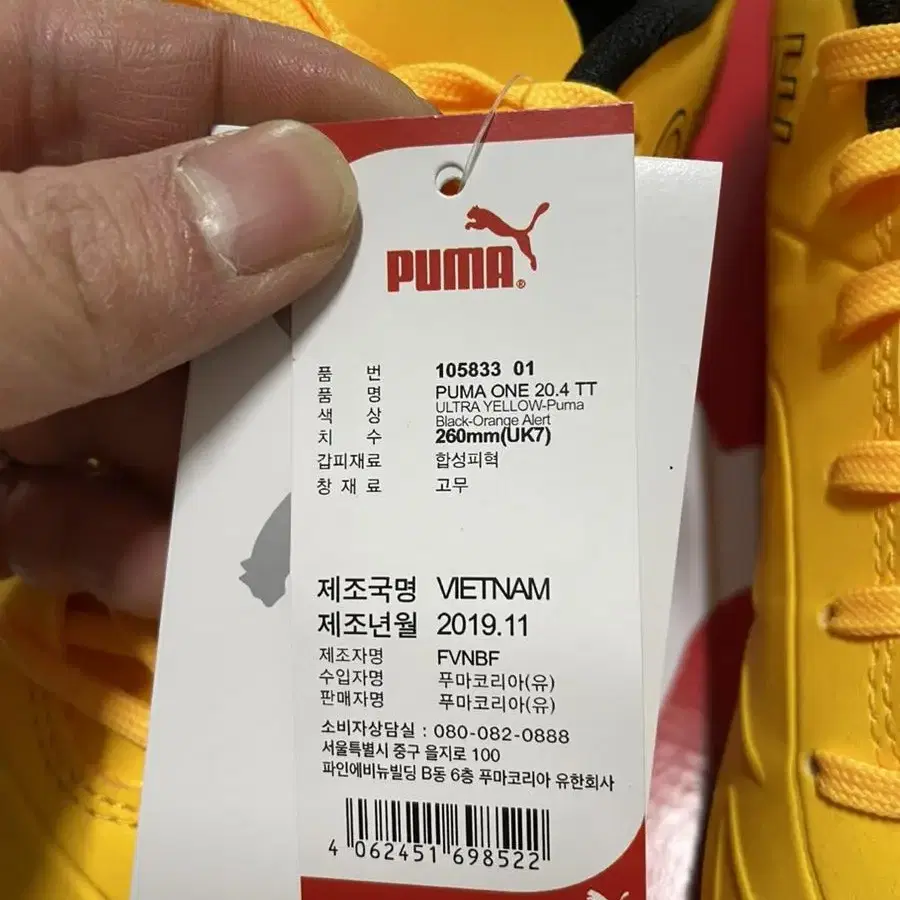 PUMA®
품 번 105833 01
품 명 PUMA ONE 20.4 TT
색 상 ULTRA YELLOW-Puma
Black-Orange Alert
치 수 260mm(UK7)
갑피재료 합성피혁
창 재 료 고무
제조국명 VIETNAM
제조년월 2019.11
제조자명 FVNBF
수입자명 푸마코리아(유)
판매자명 푸마코리아(유)
소비자상담실 : 080-082-0888
서울특별시 중구 을지로 100
파인에비뉴빌딩 B동 6층 푸마코리아 유한회사
4 062451 698522